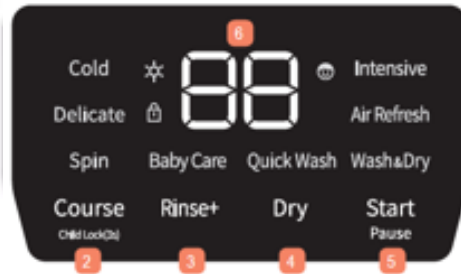 6
Cold 88 Intensive
Delicate Air Refresh
Spin Baby Care Quick Wash Wash&Dry
Course Rinse+ Dry Start
Child Lock(3s) Pause
2 3 4 5